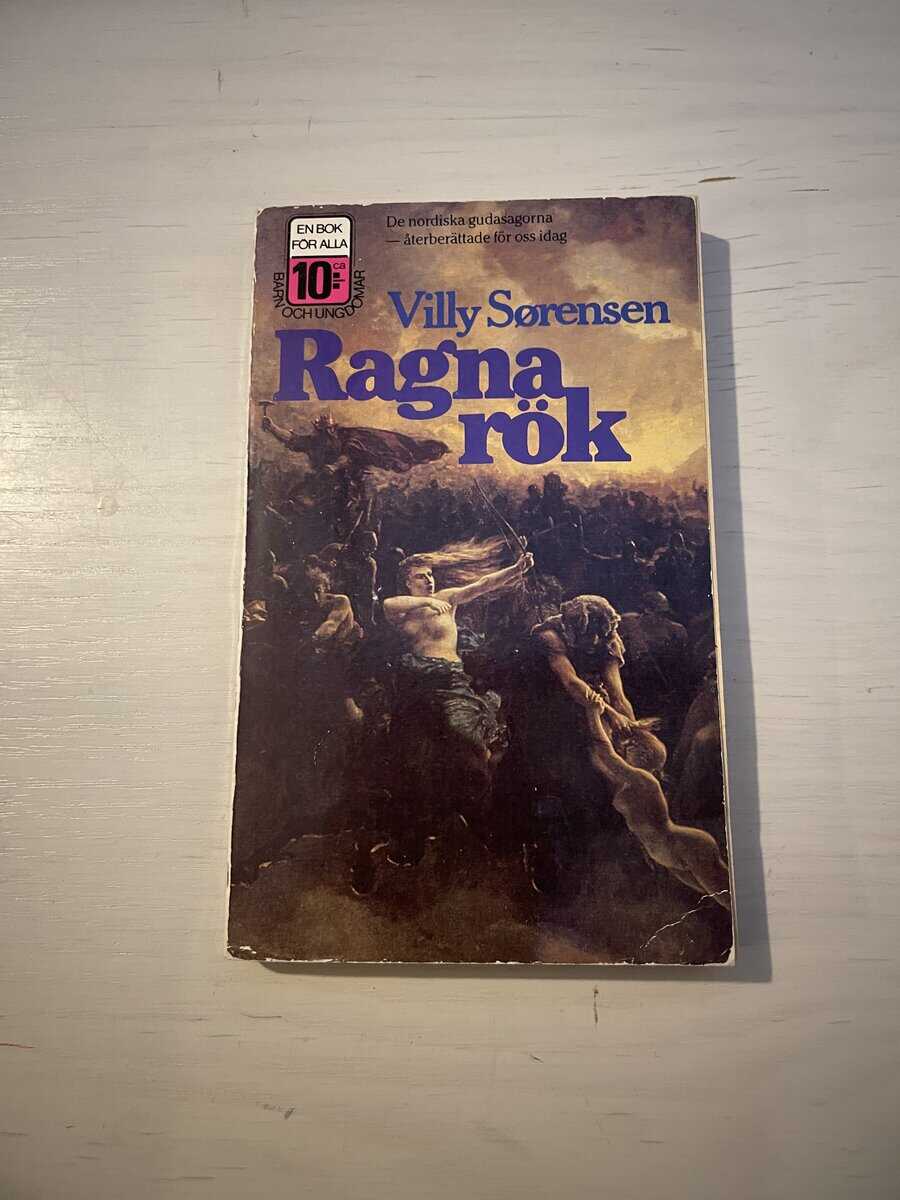 EN BOK
FÖR ALLA
10:- ca
BARN OCH UNGDOMAR
De nordiska gudasagorna
— återberättade för oss idag
Villy Sørensen
Ragna
rök